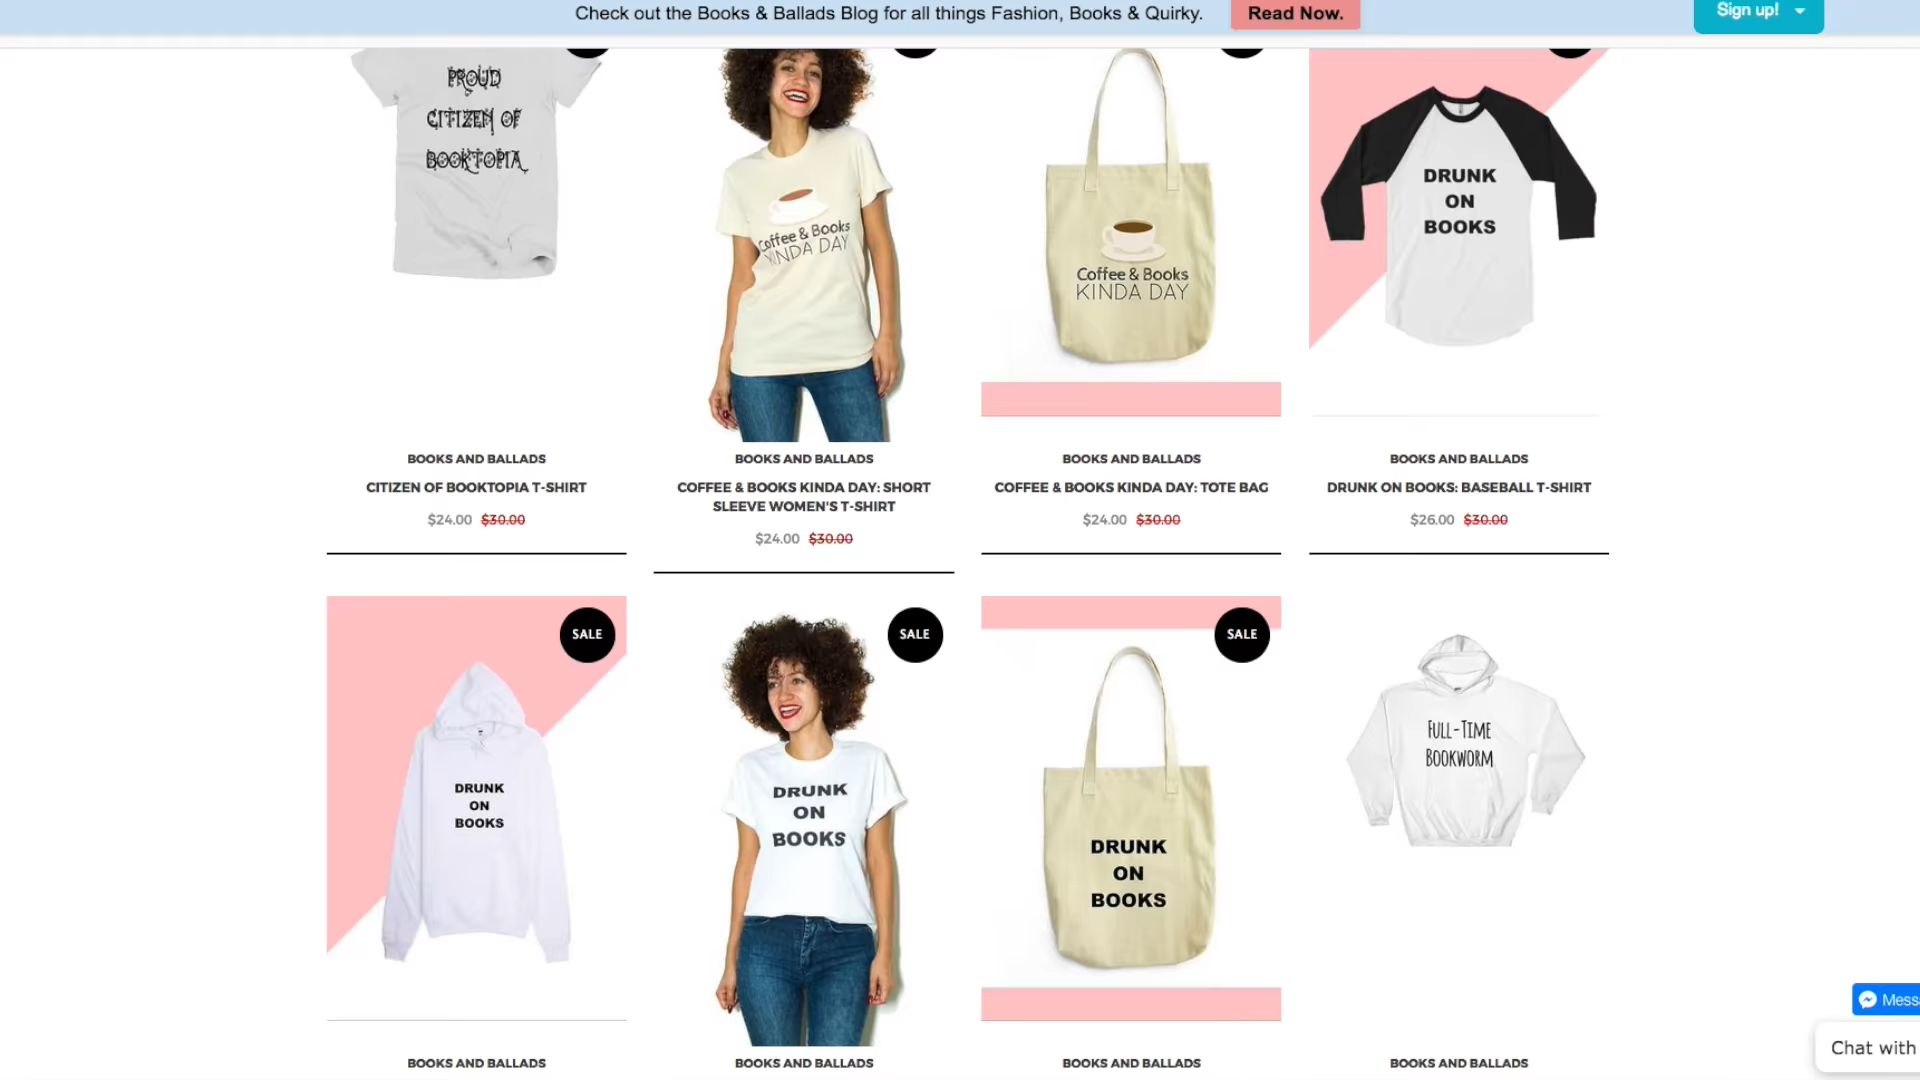 Check out the Books & Ballads Blog for all things Fashion, Books & Quirky.
Read Now.
Sign up!
PROUD
CITIZEN OF
BOOKTOPIA
Coffee & Books
KINDA DAY
Coffee & Books
KINDA DAY
DRUNK
ON
BOOKS
BOOKS AND BALLADS
CITIZEN OF BOOKTOPIA T-SHIRT
$24.00 $30.00
BOOKS AND BALLADS
COFFEE & BOOKS KINDA DAY: SHORT
SLEEVE WOMEN'S T-SHIRT
$24.00 $30.00
BOOKS AND BALLADS
COFFEE & BOOKS KINDA DAY: TOTE BAG
$24.00 $30.00
BOOKS AND BALLADS
DRUNK ON BOOKS: BASEBALL T-SHIRT
$26.00 $30.00
SALE
DRUNK
ON
BOOKS
SALE
DRUNK
ON
BOOKS
SALE
DRUNK
ON
BOOKS
FULL-TIME
BOOKWORM
BOOKS AND BALLADS
BOOKS AND BALLADS
BOOKS AND BALLADS
BOOKS AND BALLADS
Mess
Chat with